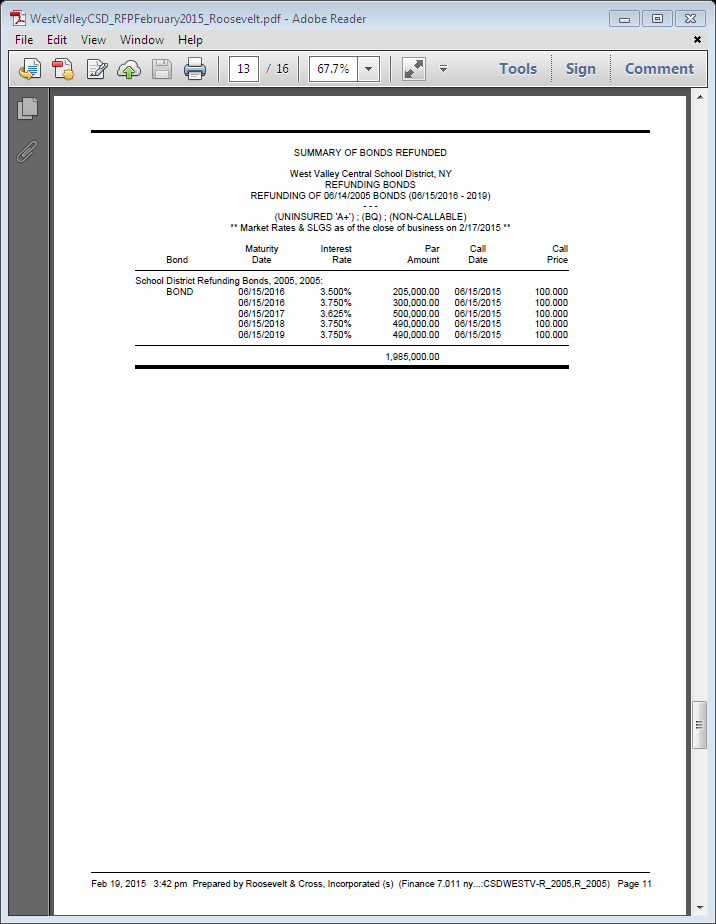 WestValleyCSD_RFPFebruary2015_Roosevelt.pdf - Adobe Reader
File Edit View Window Help
13 / 16 67.7% Tools Sign Comment
SUMMARY OF BONDS REFUNDED
West Valley Central School District, NY
REFUNDING BONDS
REFUNDING OF 06/14/2005 BONDS (06/15/2016 - 2019)
- - -
(UNINSURED 'A+') ; (BQ) ; (NON-CALLABLE)
** Market Rates & SLGS as of the close of business on 2/17/2015 **
Maturity Interest Par Call Call
Bond Date Rate Amount Date Price
School District Refunding Bonds, 2005, 2005:
BOND 06/15/2016 3.500% 205,000.00 06/15/2015 100.000
06/15/2016 3.750% 300,000.00 06/15/2015 100.000
06/15/2017 3.625% 500,000.00 06/15/2015 100.000
06/15/2018 3.750% 490,000.00 06/15/2015 100.000
06/15/2019 3.750% 490,000.00 06/15/2015 100.000
1,985,000.00
Feb 19, 2015 3:42 pm Prepared by Roosevelt & Cross, Incorporated (s) (Finance 7.011 ny...:CSDWESTV-R_2005,R_2005) Page 11